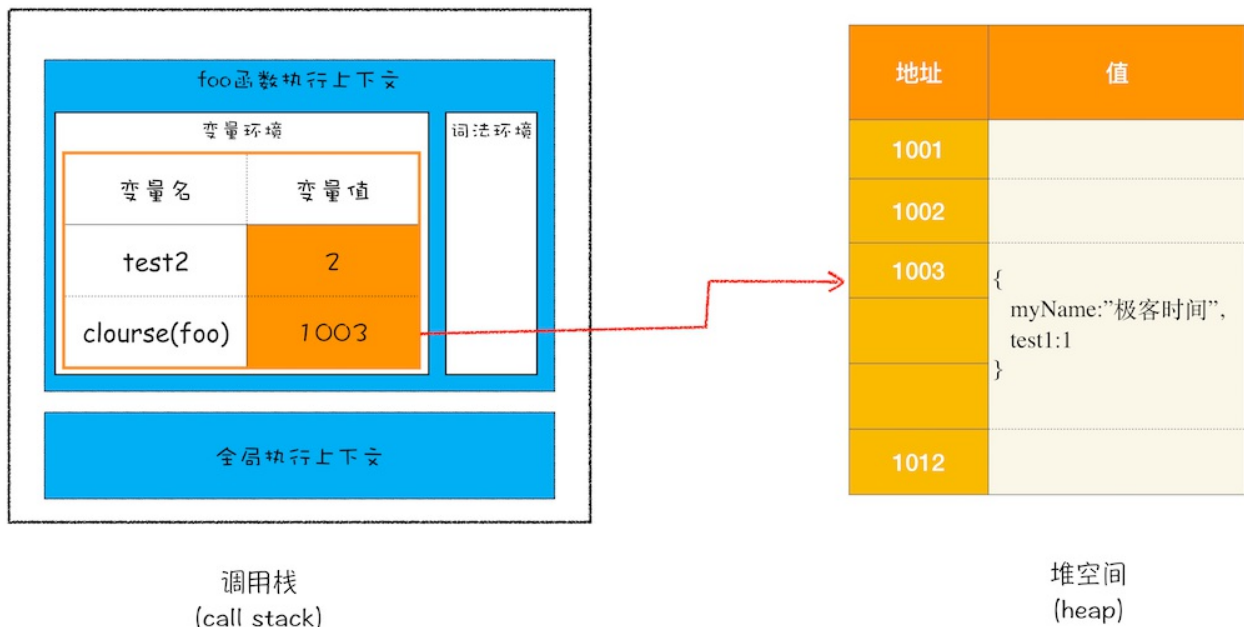 foo函数执行上下文
变量环境
词法环境
变量名 变量值
test2 2
clourse(foo) 1003
全局执行上下文
调用栈
(call stack)
地址 值
1001
1002
1003
{
myName:”极客时间”,
test1:1
}
1012
堆空间
(heap)